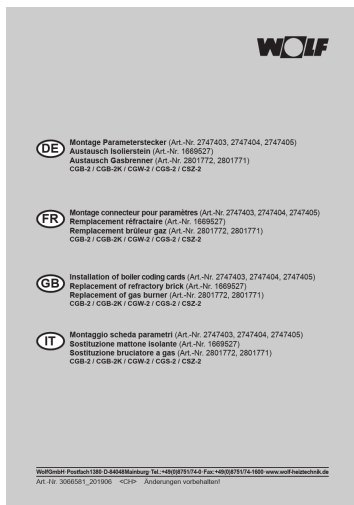 WOLF
DE
Montage Parameterstecker (Art.-Nr. 2747403, 2747404, 2747405)
Austausch Isolierstein (Art.-Nr. 1669527)
Austausch Gasbrenner (Art.-Nr. 2801772, 2801771)
CGB-2 / CGB-2K / CGW-2 / CGS-2 / CSZ-2
FR
Montage connecteur pour paramètres (Art.-Nr. 2747403, 2747404, 2747405)
Remplacement réfractaire (Art.-Nr. 1669527)
Remplacement brûleur gaz (Art.-Nr. 2801772, 2801771)
CGB-2 / CGB-2K / CGW-2 / CGS-2 / CSZ-2
GB
Installation of boiler coding cards (Art.-Nr. 2747403, 2747404, 2747405)
Replacement of refractory brick (Art.-Nr. 1669527)
Replacement of gas burner (Art.-Nr. 2801772, 2801771)
CGB-2 / CGB-2K / CGW-2 / CGS-2 / CSZ-2
IT
Montaggio scheda parametri (Art.-Nr. 2747403, 2747404, 2747405)
Sostituzione mattone isolante (Art.-Nr. 1669527)
Sostituzione bruciatore a gas (Art.-Nr. 2801772, 2801771)
CGB-2 / CGB-2K / CGW-2 / CGS-2 / CSZ-2
Wolf GmbH · Postfach 1380 · D-84048 Mainburg · Tel.: +49(0)8751/74-0 · Fax: +49(0)8751/74-1600 · www.wolf-heiztechnik.de
Art.-Nr. 3066581_201906 <CH> Änderungen vorbehalten!